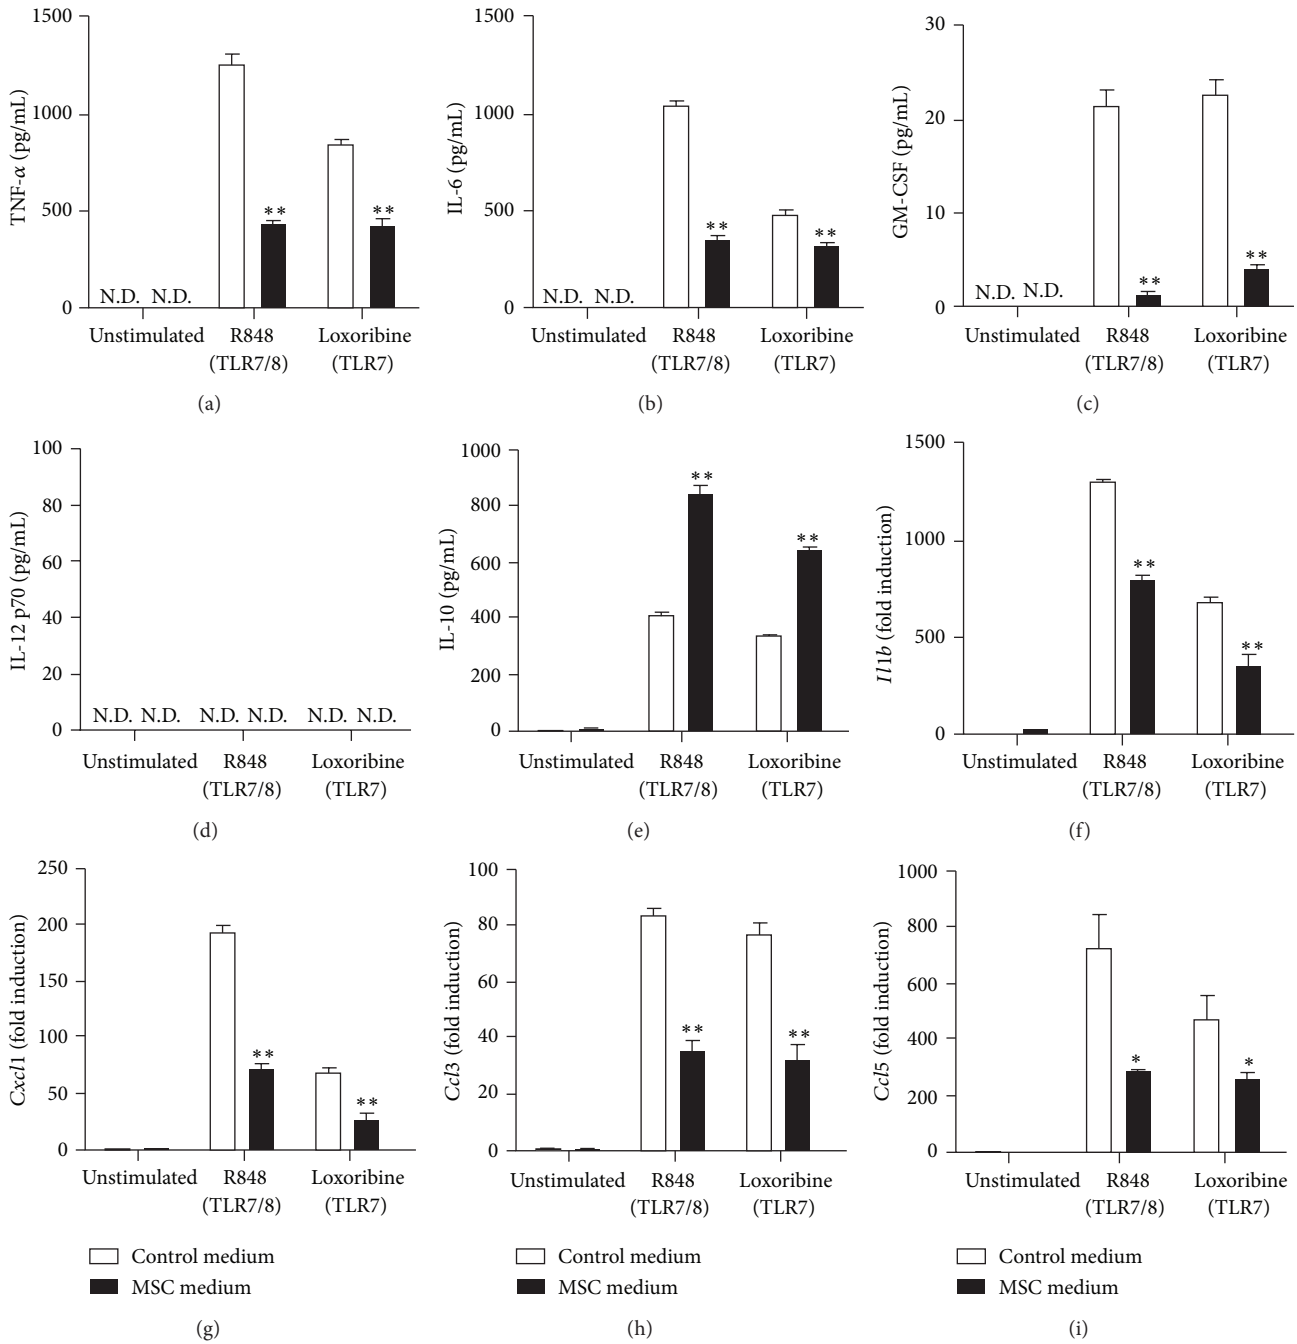 1500
1000
500
0
TNF-α (pg/mL)
** **
N.D. N.D.
Unstimulated R848 Loxoribine
(TLR7/8) (TLR7)
(a)
1500
1000
500
0
IL-6 (pg/mL)
** **
N.D. N.D.
Unstimulated R848 Loxoribine
(TLR7/8) (TLR7)
(b)
30
20
10
0
GM-CSF (pg/mL)
** **
N.D. N.D.
Unstimulated R848 Loxoribine
(TLR7/8) (TLR7)
(c)
100
80
60
40
20
0
IL-12 p70 (pg/mL)
N.D. N.D. N.D. N.D. N.D. N.D.
Unstimulated R848 Loxoribine
(TLR7/8) (TLR7)
(d)
1000
800
600
400
200
0
IL-10 (pg/mL)
** **
Unstimulated R848 Loxoribine
(TLR7/8) (TLR7)
(e)
1500
1000
500
0
Il1b (fold induction)
** **
Unstimulated R848 Loxoribine
(TLR7/8) (TLR7)
(f)
250
200
150
100
50
0
Cxcl1 (fold induction)
** **
Unstimulated R848 Loxoribine
(TLR7/8) (TLR7)
Control medium
MSC medium
(g)
100
80
60
40
20
0
Ccl3 (fold induction)
** **
Unstimulated R848 Loxoribine
(TLR7/8) (TLR7)
Control medium
MSC medium
(h)
1000
800
600
400
200
0
Ccl5 (fold induction)
* *
Unstimulated R848 Loxoribine
(TLR7/8) (TLR7)
Control medium
MSC medium
(i)